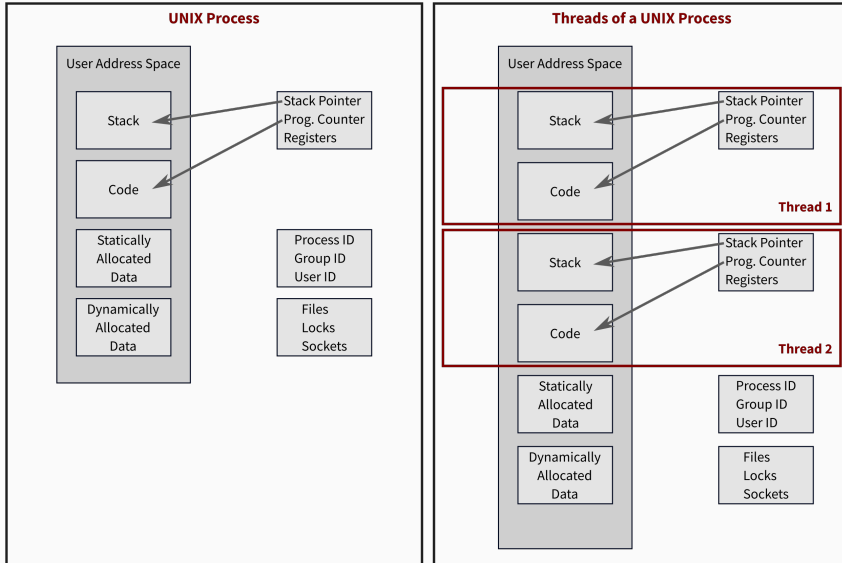 UNIX Process
User Address Space
Stack
Stack Pointer
Prog. Counter
Registers
Code
Statically
Allocated
Data
Process ID
Group ID
User ID
Dynamically
Allocated
Data
Files
Locks
Sockets
Threads of a UNIX Process
User Address Space
Stack
Stack Pointer
Prog. Counter
Registers
Code
Thread 1
Stack
Stack Pointer
Prog. Counter
Registers
Code
Thread 2
Statically
Allocated
Data
Process ID
Group ID
User ID
Dynamically
Allocated
Data
Files
Locks
Sockets